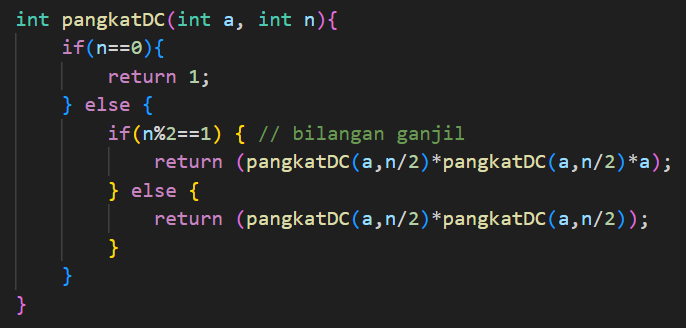 int pangkatDC(int a, int n){
    if(n==0){
        return 1;
    } else {
        if(n%2==1) { // bilangan ganjil
            return (pangkatDC(a,n/2)*pangkatDC(a,n/2)*a);
        } else {
            return (pangkatDC(a,n/2)*pangkatDC(a,n/2));
        }
    }
}